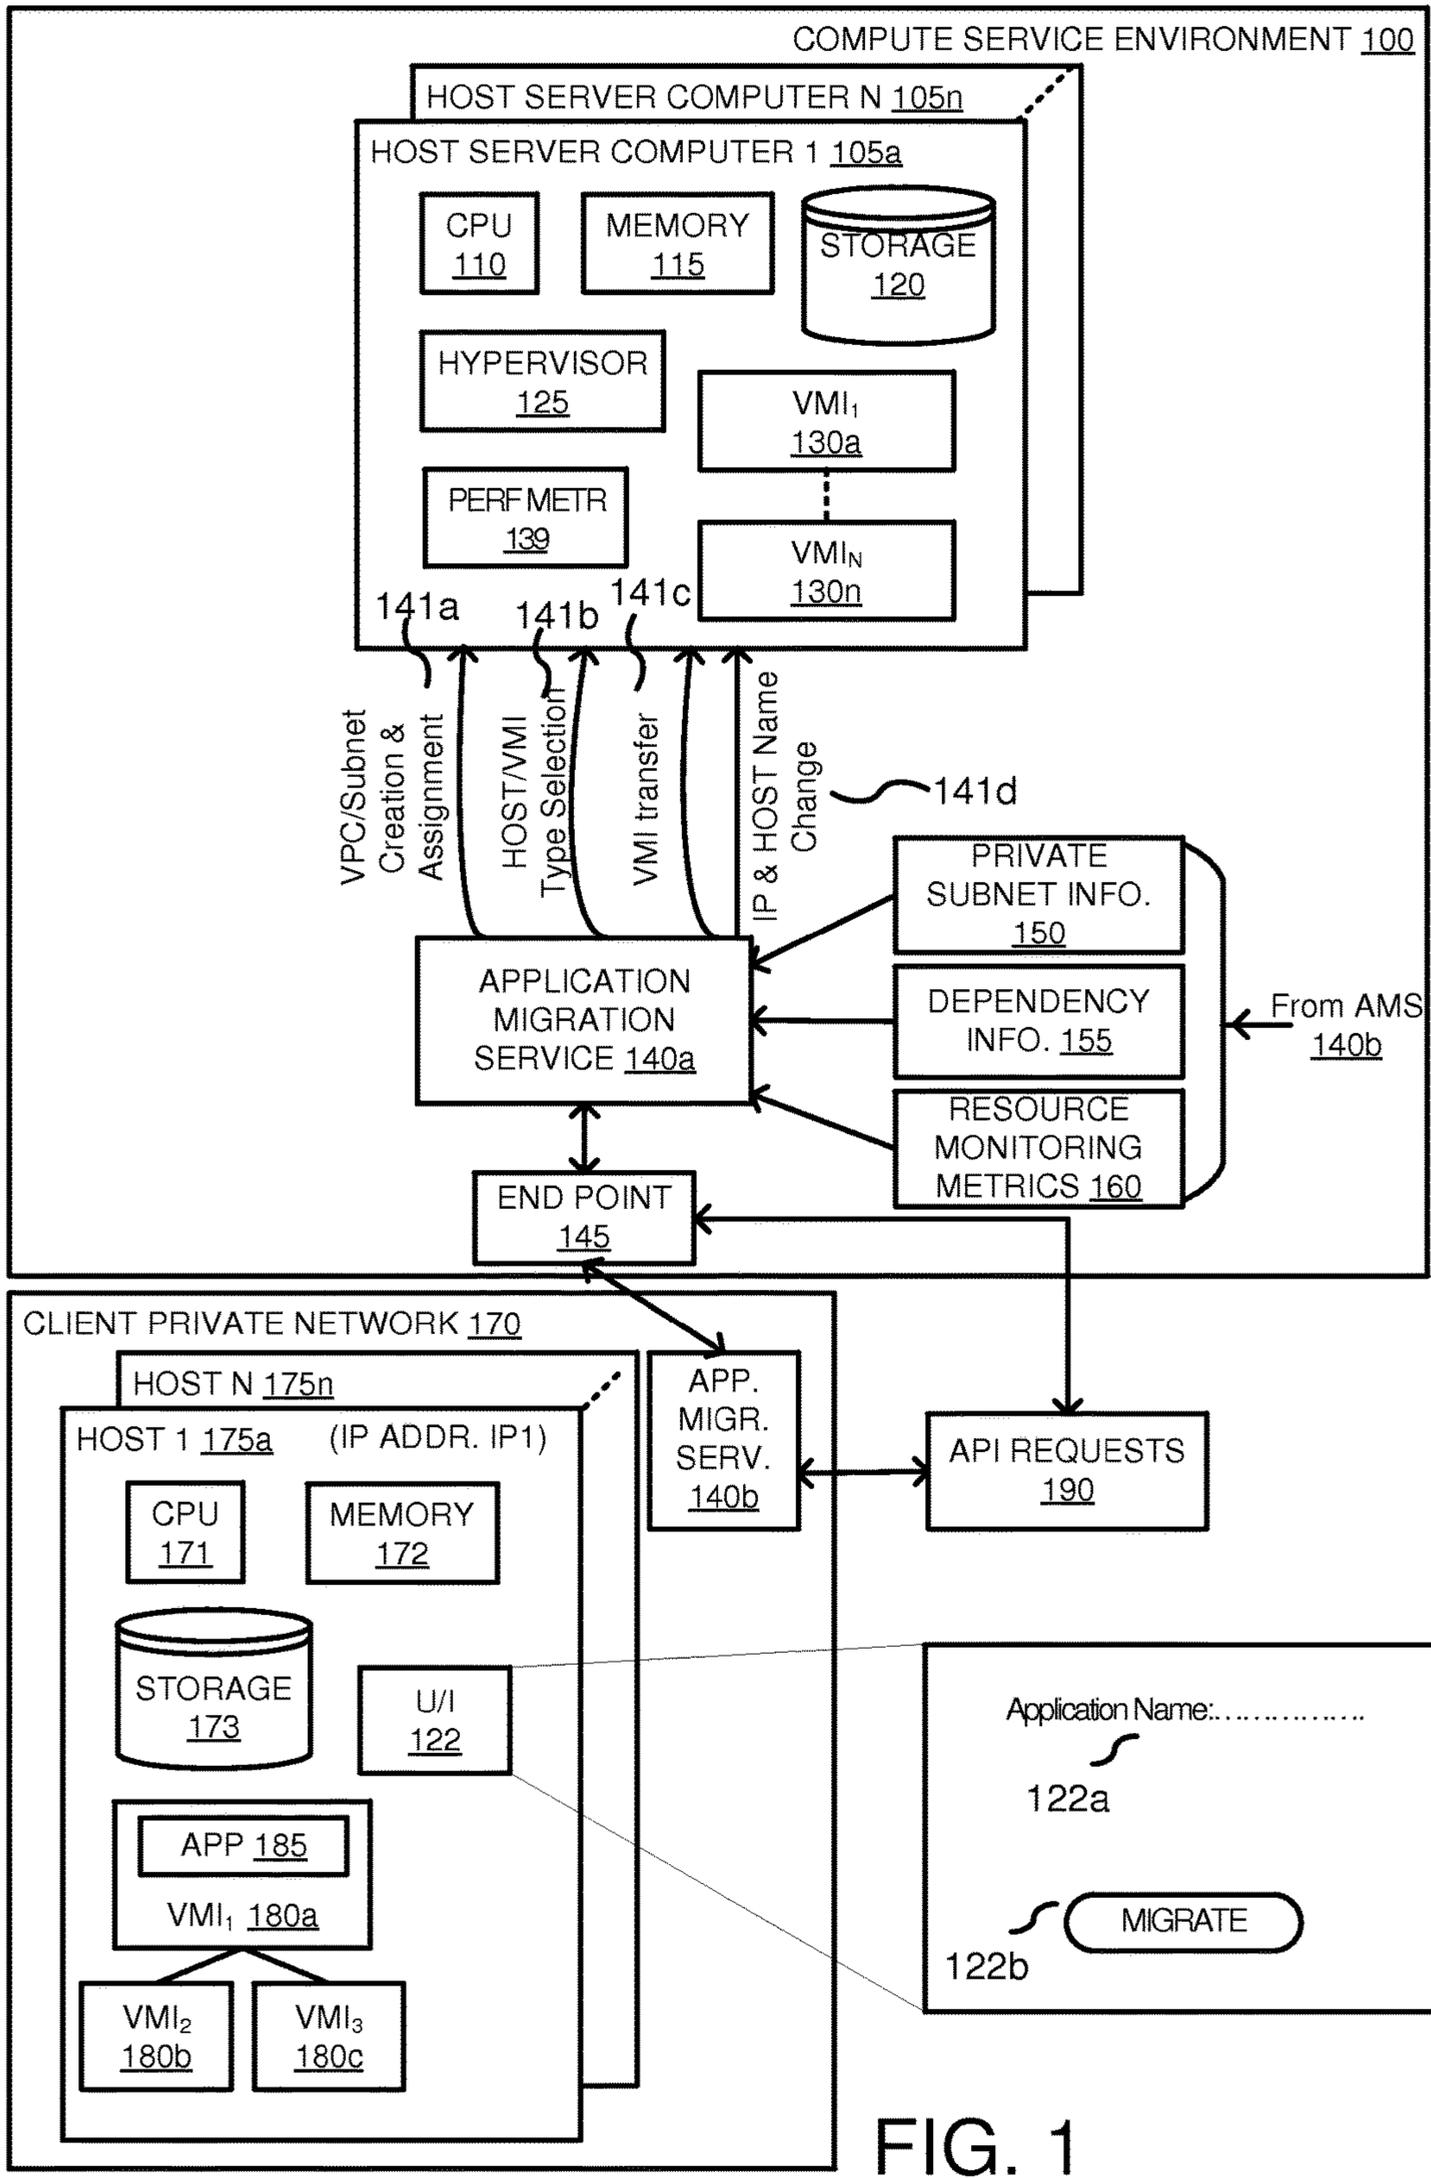 COMPUTE SERVICE ENVIRONMENT 100
HOST SERVER COMPUTER N 105n
HOST SERVER COMPUTER 1 105a
CPU
110
MEMORY
115
STORAGE
120
HYPERVISOR
125
VMI1
130a
PERF METR
139
VMIN
130n
141a
141b
141c
VPC/Subnet
Creation &
Assignment
HOST/VMI
Type Selection
VMI transfer
IP & HOST Name
Change
141d
PRIVATE
SUBNET INFO.
150
APPLICATION
MIGRATION
SERVICE 140a
DEPENDENCY
INFO. 155
From AMS
140b
RESOURCE
MONITORING
METRICS 160
END POINT
145
CLIENT PRIVATE NETWORK 170
HOST N 175n
HOST 1 175a (IP ADDR. IP1)
APP.
MIGR.
SERV.
140b
API REQUESTS
190
CPU
171
MEMORY
172
STORAGE
173
U/I
122
Application Name:……………
122a
APP 185
VMI1 180a
MIGRATE
122b
VMI2
180b
VMI3
180c
FIG. 1